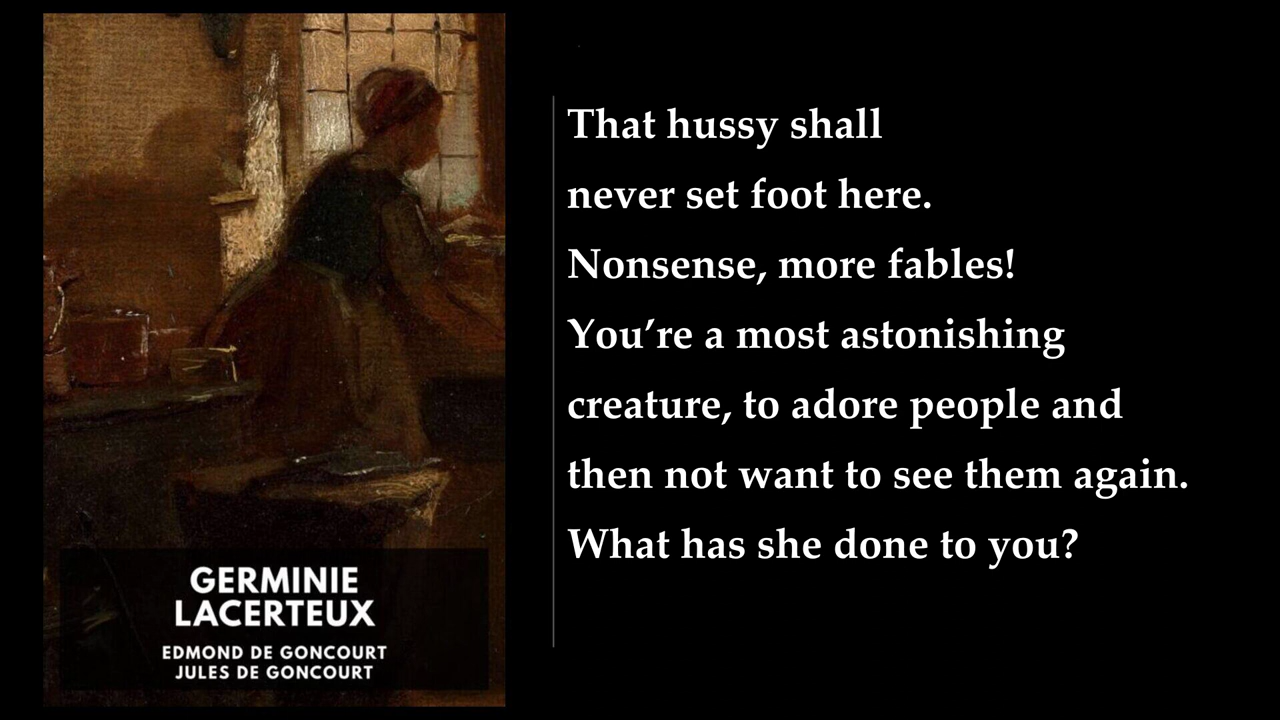 That hussy shall
never set foot here.
Nonsense, more fables!
You’re a most astonishing
creature, to adore people and
then not want to see them again.
What has she done to you?
GERMINIE
LACERTEUX
EDMOND DE GONCOURT
JULES DE GONCOURT